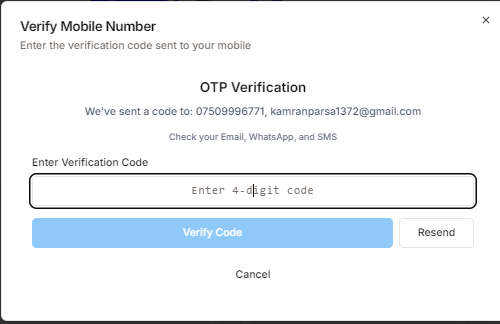 Verify Mobile Number
Enter the verification code sent to your mobile
OTP Verification
We've sent a code to: 07509996771, kamranparsa1372@gmail.com
Check your Email, WhatsApp, and SMS
Enter Verification Code
Enter 4-digit code
Verify Code
Resend
Cancel